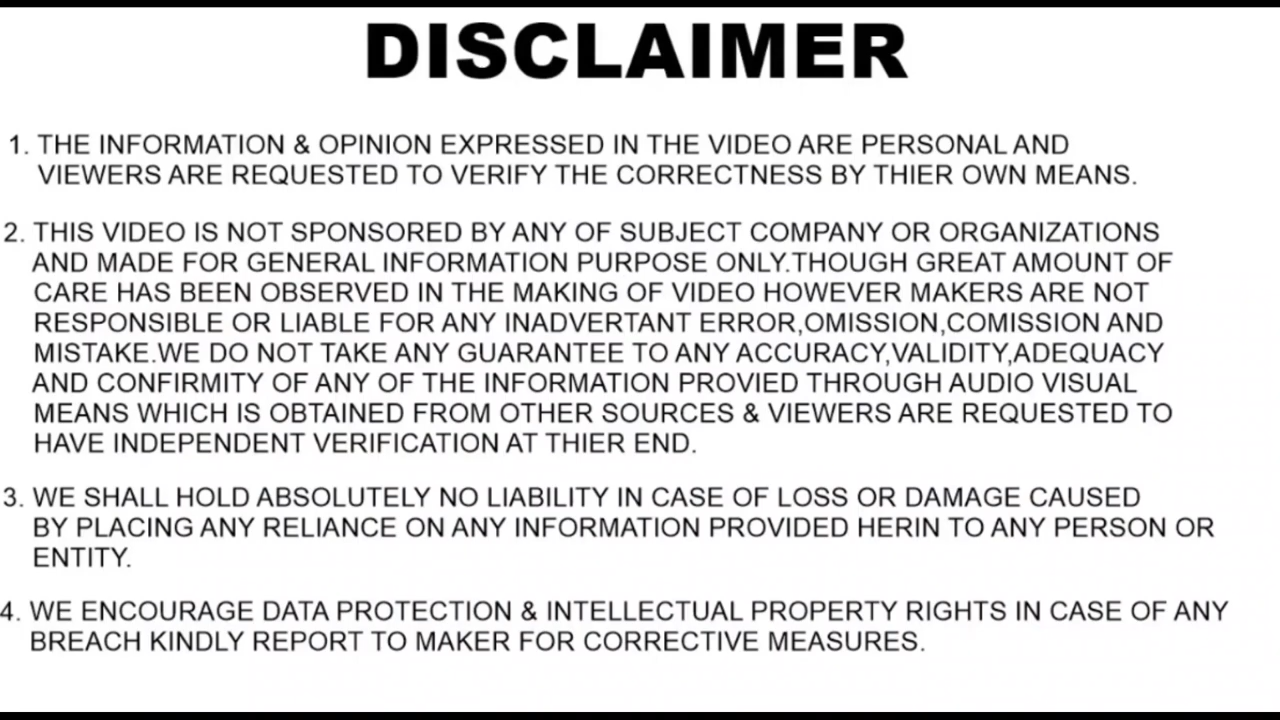 DISCLAIMER
1. THE INFORMATION & OPINION EXPRESSED IN THE VIDEO ARE PERSONAL AND
VIEWERS ARE REQUESTED TO VERIFY THE CORRECTNESS BY THIER OWN MEANS.
2. THIS VIDEO IS NOT SPONSORED BY ANY OF SUBJECT COMPANY OR ORGANIZATIONS
AND MADE FOR GENERAL INFORMATION PURPOSE ONLY.THOUGH GREAT AMOUNT OF
CARE HAS BEEN OBSERVED IN THE MAKING OF VIDEO HOWEVER MAKERS ARE NOT
RESPONSIBLE OR LIABLE FOR ANY INADVERTANT ERROR,OMISSION,COMISSION AND
MISTAKE.WE DO NOT TAKE ANY GUARANTEE TO ANY ACCURACY,VALIDITY,ADEQUACY
AND CONFIRMITY OF ANY OF THE INFORMATION PROVIED THROUGH AUDIO VISUAL
MEANS WHICH IS OBTAINED FROM OTHER SOURCES & VIEWERS ARE REQUESTED TO
HAVE INDEPENDENT VERIFICATION AT THIER END.
3. WE SHALL HOLD ABSOLUTELY NO LIABILITY IN CASE OF LOSS OR DAMAGE CAUSED
BY PLACING ANY RELIANCE ON ANY INFORMATION PROVIDED HERIN TO ANY PERSON OR
ENTITY.
4. WE ENCOURAGE DATA PROTECTION & INTELLECTUAL PROPERTY RIGHTS IN CASE OF ANY
BREACH KINDLY REPORT TO MAKER FOR CORRECTIVE MEASURES.